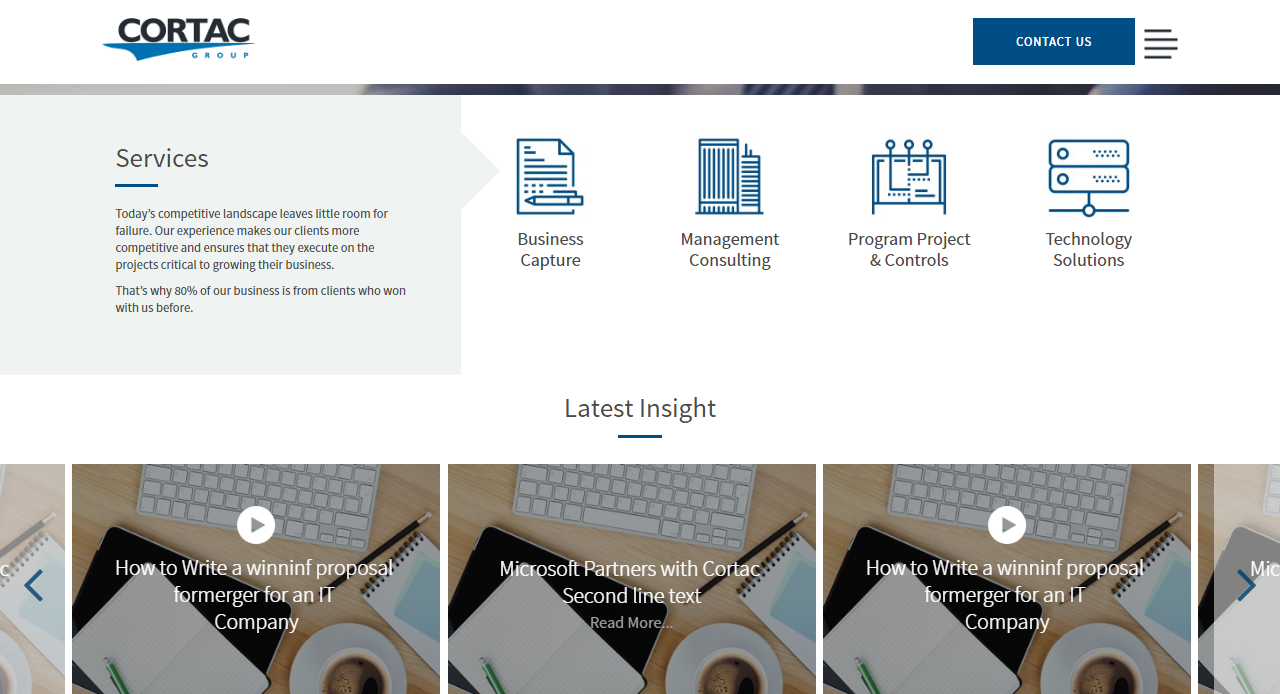 CORTAC
GROUP
CONTACT US
Services
Today's competitive landscape leaves little room for
failure. Our experience makes our clients more
competitive and ensures that they execute on the
projects critical to growing their business.
That's why 80% of our business is from clients who won
with us before.
Business
Capture
Management
Consulting
Program Project
& Controls
Technology
Solutions
Latest Insight
c
How to Write a winninf proposal
formerger for an IT
Company
Microsoft Partners with Cortac
Second line text
Read More...
How to Write a winninf proposal
formerger for an IT
Company
Mic